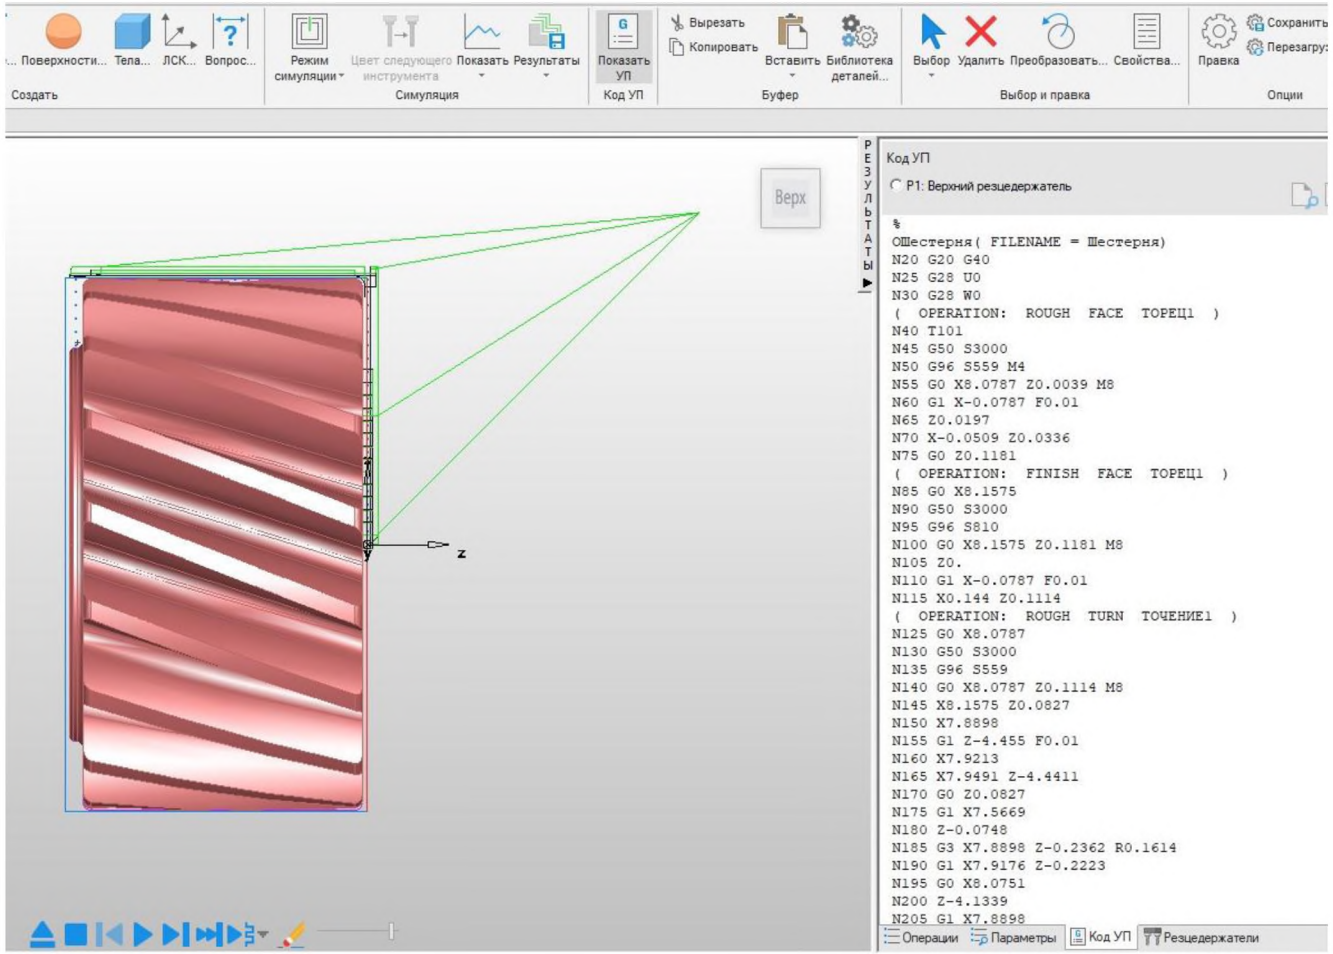 ... Поверхности... Тела... ЛСК... Вопрос...
Создать
Режим симуляции
Цвет следующего инструмента
Показать
Результаты
Симуляция
Показать УП
Код УП
Вырезать
Копировать
Вставить
Библиотека деталей...
Буфер
Выбор
Удалить
Преобразовать...
Свойства...
Выбор и правка
Правка
Сохранить
Перезагруз
Опции
Верх
z
y
РЕЗУЛЬТАТЫ
Код УП
P1: Верхний резцедержатель
%
OШестерня( FILENAME = Шестерня)
N20 G20 G40
N25 G28 U0
N30 G28 W0
( OPERATION: ROUGH FACE ТОРЕЦ1 )
N40 T101
N45 G50 S3000
N50 G96 S559 M4
N55 G0 X8.0787 Z0.0039 M8
N60 G1 X-0.0787 F0.01
N65 Z0.0197
N70 X-0.0509 Z0.0336
N75 G0 Z0.1181
( OPERATION: FINISH FACE ТОРЕЦ1 )
N85 G0 X8.1575
N90 G50 S3000
N95 G96 S810
N100 G0 X8.1575 Z0.1181 M8
N105 Z0.
N110 G1 X-0.0787 F0.01
N115 X0.144 Z0.1114
( OPERATION: ROUGH TURN ТОЧЕНИЕ1 )
N125 G0 X8.0787
N130 G50 S3000
N135 G96 S559
N140 G0 X8.0787 Z0.1114 M8
N145 X8.1575 Z0.0827
N150 X7.8898
N155 G1 Z-4.455 F0.01
N160 X7.9213
N165 X7.9491 Z-4.4411
N170 G0 Z0.0827
N175 G1 X7.5669
N180 Z-0.0748
N185 G3 X7.8898 Z-0.2362 R0.1614
N190 G1 X7.9176 Z-0.2223
N195 G0 X8.0751
N200 Z-4.1339
N205 G1 X7.8898
Операции Параметры Код УП Резцедержатели